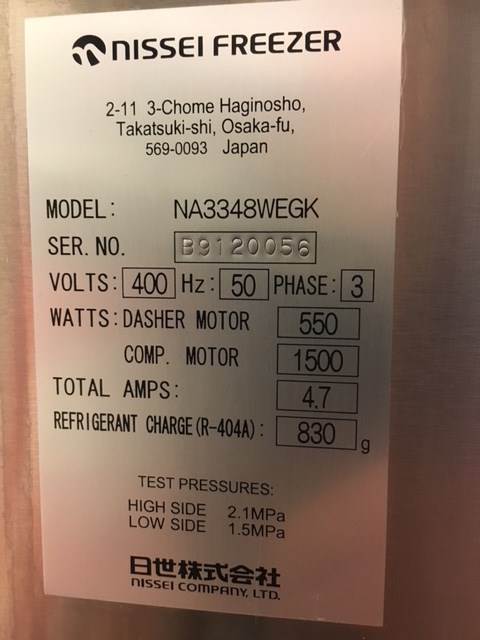 NISSEI FREEZER
2-11 3-Chome Haginosho,
Takatsuki-shi, Osaka-fu,
569-0093 Japan
MODEL: NA3348WEGK
SER. NO. B9120056
VOLTS: 400 Hz: 50 PHASE: 3
WATTS: DASHER MOTOR 550
COMP. MOTOR 1500
TOTAL AMPS: 4.7
REFRIGERANT CHARGE(R-404A): 830 g
TEST PRESSURES:
HIGH SIDE 2.1MPa
LOW SIDE 1.5MPa
日世株式会社
NISSEI COMPANY, LTD.